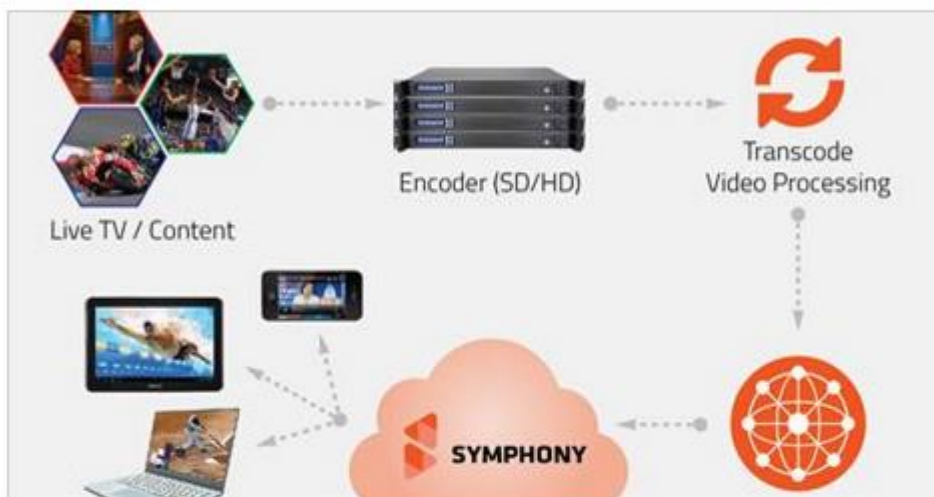 Encoder (SD/HD)
Transcode
Video Processing
Live TV / Content
SYMPHONY